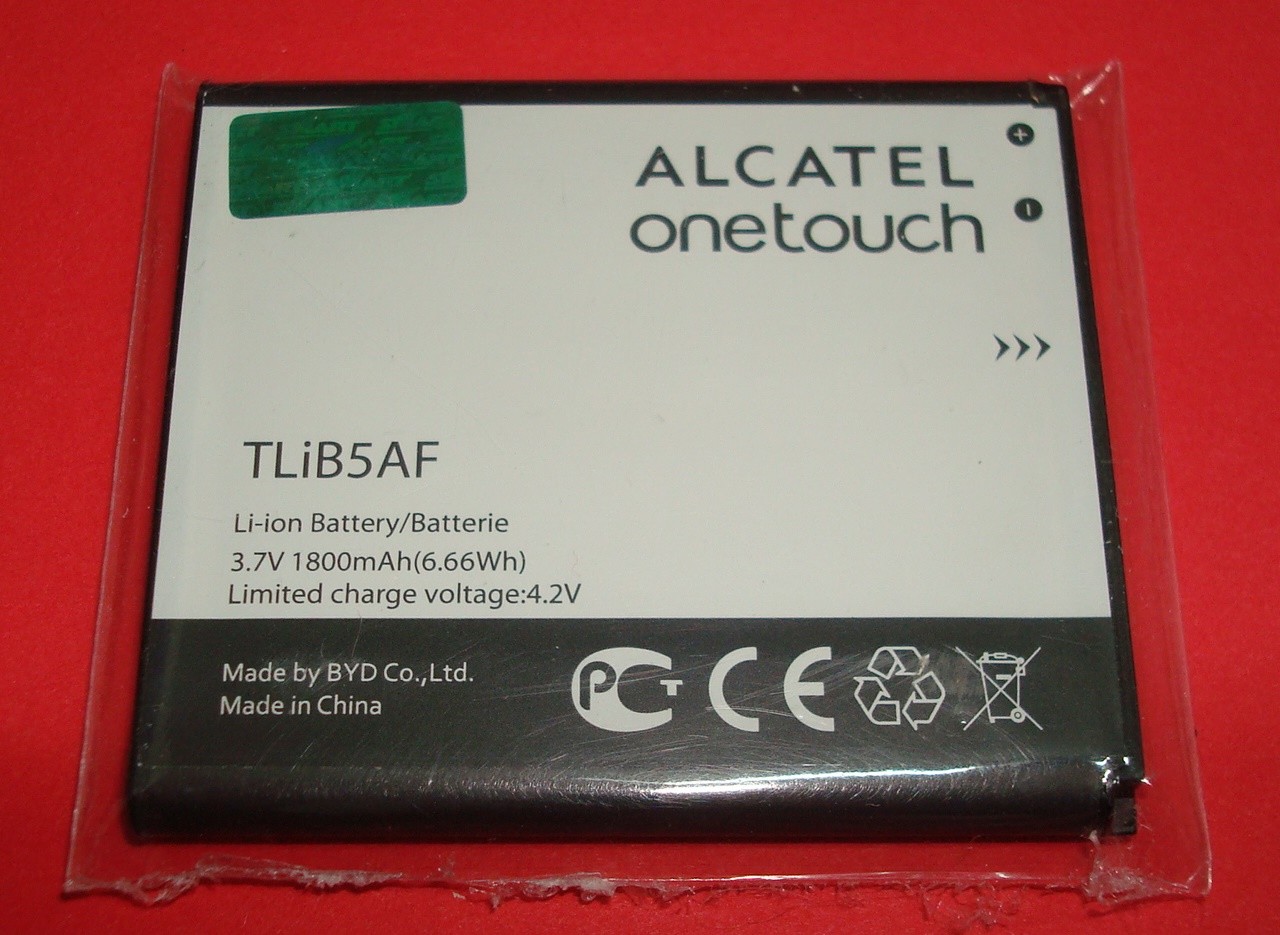 ALCATEL
onetouch
TLiB5AF
Li-ion Battery/Batterie
3.7V 1800mAh(6.66Wh)
Limited charge voltage:4.2V
Made by BYD Co.,Ltd.
Made in China